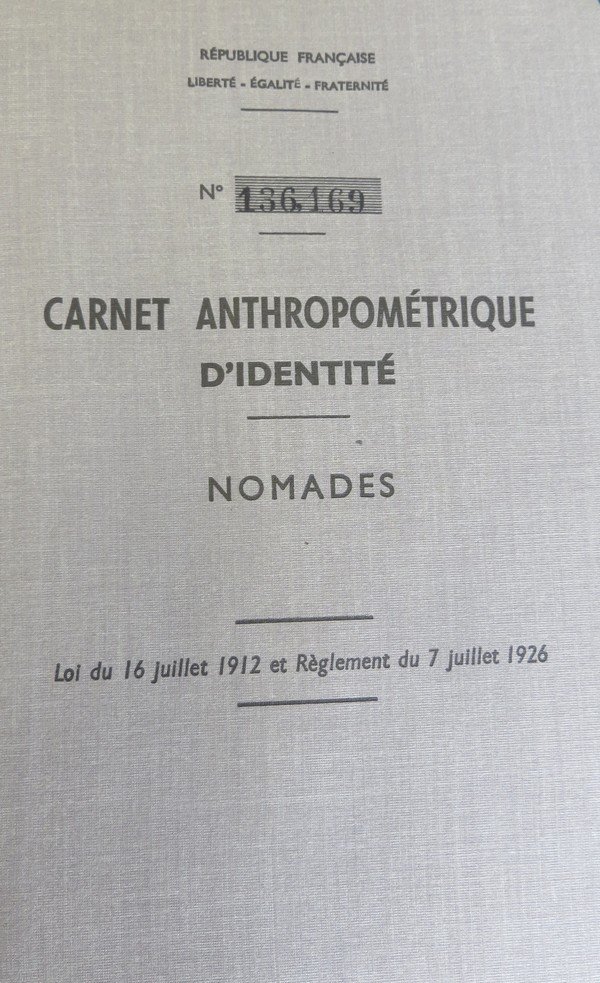 RÉPUBLIQUE FRANÇAISE
LIBERTÉ - ÉGALITÉ - FRATERNITÉ
N° 136,169
CARNET ANTHROPOMÉTRIQUE
D'IDENTITÉ
NOMADES
Loi du 16 Juillet 1912 et Règlement du 7 juillet 1926